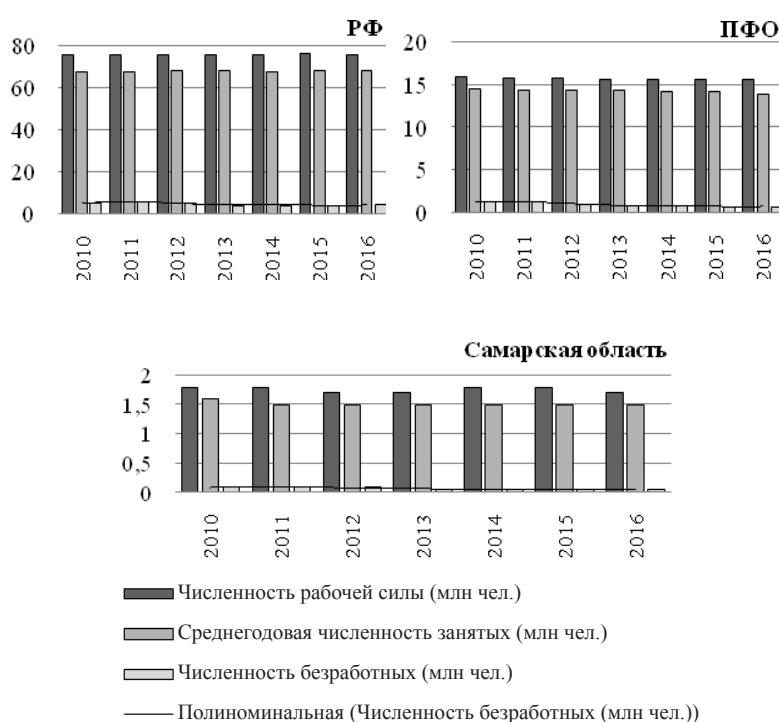 РФ
80
60
40
20
0
2010 2011 2012 2013 2014 2015 2016
ПФО
20
15
10
5
0
2010 2011 2012 2013 2014 2015 2016
Самарская область
2
1,5
1
0,5
0
2010 2011 2012 2013 2014 2015 2016
Численность рабочей силы (млн чел.)
Среднегодовая численность занятых (млн чел.)
Численность безработных (млн чел.)
Полиноминальная (Численность безработных (млн чел.))